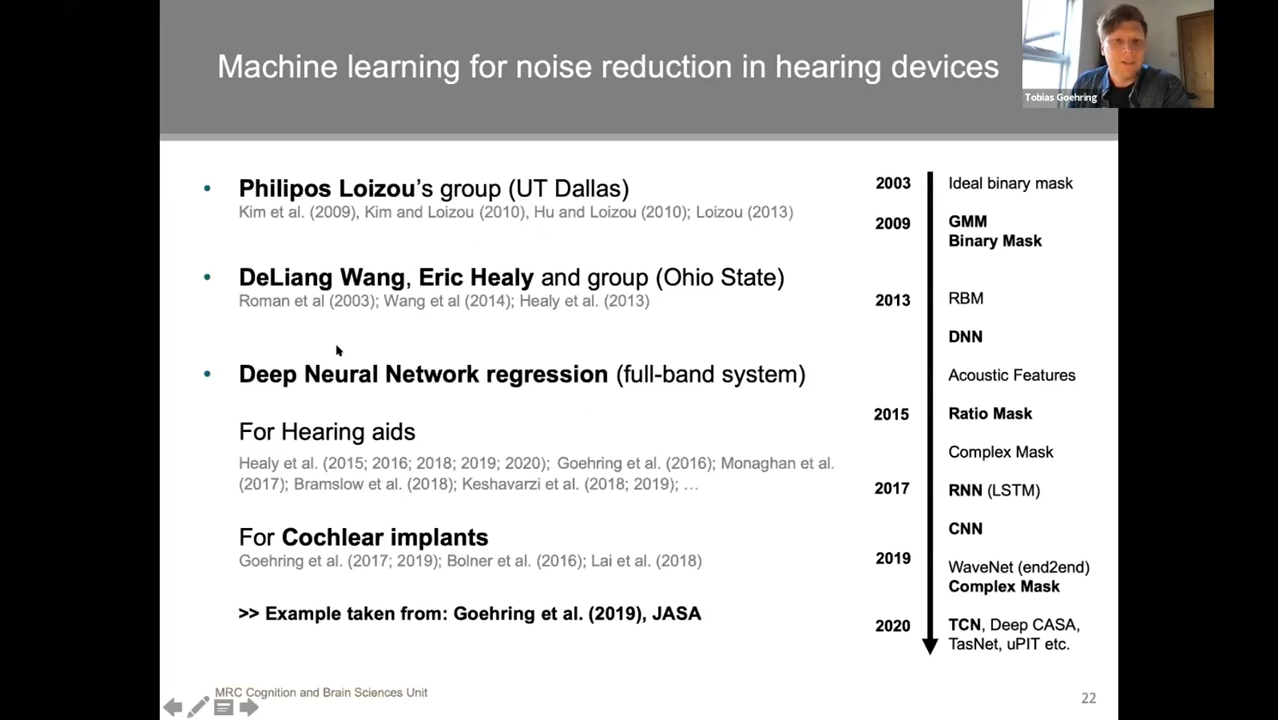 Machine learning for noise reduction in hearing devices
Tobias Goehring
• Philipos Loizou's group (UT Dallas)
Kim et al. (2009), Kim and Loizou (2010), Hu and Loizou (2010); Loizou (2013)
• DeLiang Wang, Eric Healy and group (Ohio State)
Roman et al (2003); Wang et al (2014); Healy et al. (2013)
• Deep Neural Network regression (full-band system)
For Hearing aids
Healy et al. (2015; 2016; 2018; 2019; 2020); Goehring et al. (2016); Monaghan et al.
(2017); Bramslow et al. (2018); Keshavarzi et al. (2018; 2019); …
For Cochlear implants
Goehring et al. (2017; 2019); Bolner et al. (2016); Lai et al. (2018)
>> Example taken from: Goehring et al. (2019), JASA
2003 Ideal binary mask
2009 GMM
Binary Mask
2013 RBM
DNN
Acoustic Features
2015 Ratio Mask
Complex Mask
2017 RNN (LSTM)
CNN
2019 WaveNet (end2end)
Complex Mask
2020 TCN, Deep CASA,
TasNet, uPIT etc.
MRC Cognition and Brain Sciences Unit
22